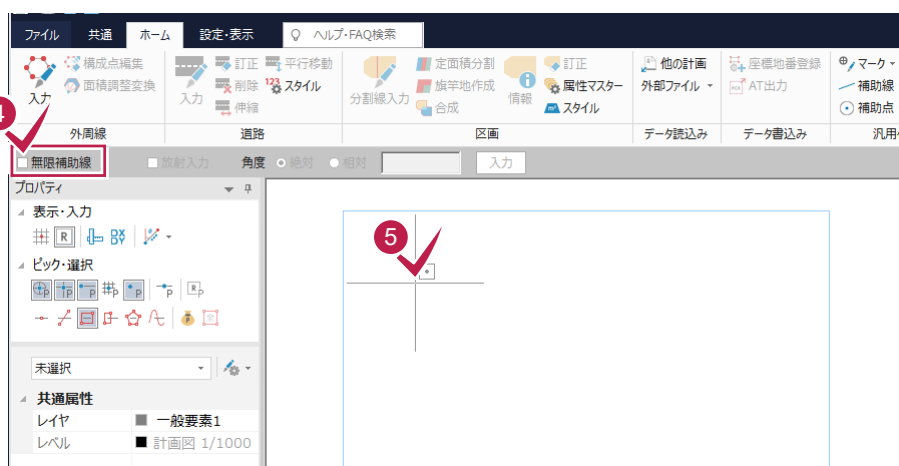 ファイル 共通 ホーム 設定・表示 ヘルプ・FAQ検索
入力 構成点編集 面積調整変換 入力 訂正 削除 伸縮 平行移動 123 スタイル 分割線入力 定面積分割 旗竿地作成 合成 情報 訂正 属性マスター m² スタイル 他の計画 外部ファイル 座標地番登録 AT出力 マーク 補助線 補助点
外周線 道路 区画 データ読込み データ書込み 汎用
4
無限補助線 放射入力 角度 絶対 相対 入力
プロパティ
表示・入力
R
ピック・選択
P P P P P P R P
未選択
共通属性
レイヤ 一般要素1
レベル 計画図 1/1000
5